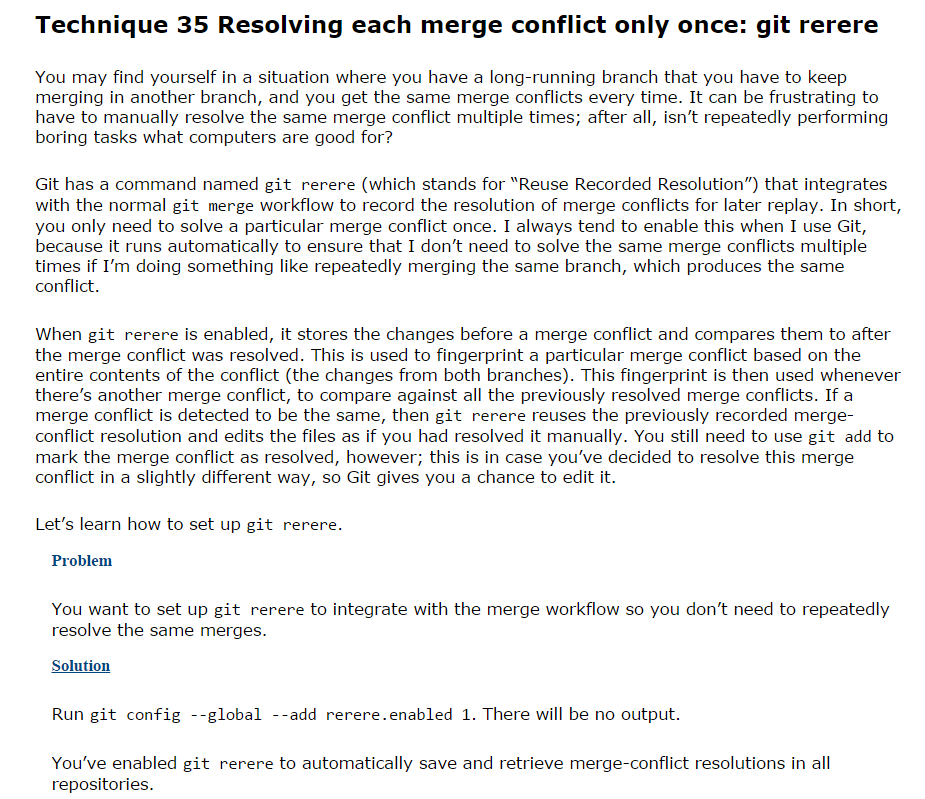 Technique 35 Resolving each merge conflict only once: git rerere
You may find yourself in a situation where you have a long-running branch that you have to keep
merging in another branch, and you get the same merge conflicts every time. It can be frustrating to
have to manually resolve the same merge conflict multiple times; after all, isn’t repeatedly performing
boring tasks what computers are good for?
Git has a command named git rerere (which stands for “Reuse Recorded Resolution”) that integrates
with the normal git merge workflow to record the resolution of merge conflicts for later replay. In short,
you only need to solve a particular merge conflict once. I always tend to enable this when I use Git,
because it runs automatically to ensure that I don’t need to solve the same merge conflicts multiple
times if I’m doing something like repeatedly merging the same branch, which produces the same
conflict.
When git rerere is enabled, it stores the changes before a merge conflict and compares them to after
the merge conflict was resolved. This is used to fingerprint a particular merge conflict based on the
entire contents of the conflict (the changes from both branches). This fingerprint is then used whenever
there’s another merge conflict, to compare against all the previously resolved merge conflicts. If a
merge conflict is detected to be the same, then git rerere reuses the previously recorded merge-
conflict resolution and edits the files as if you had resolved it manually. You still need to use git add to
mark the merge conflict as resolved, however; this is in case you’ve decided to resolve this merge
conflict in a slightly different way, so Git gives you a chance to edit it.
Let’s learn how to set up git rerere.
Problem
You want to set up git rerere to integrate with the merge workflow so you don’t need to repeatedly
resolve the same merges.
Solution
Run git config --global --add rerere.enabled 1. There will be no output.
You’ve enabled git rerere to automatically save and retrieve merge-conflict resolutions in all
repositories.